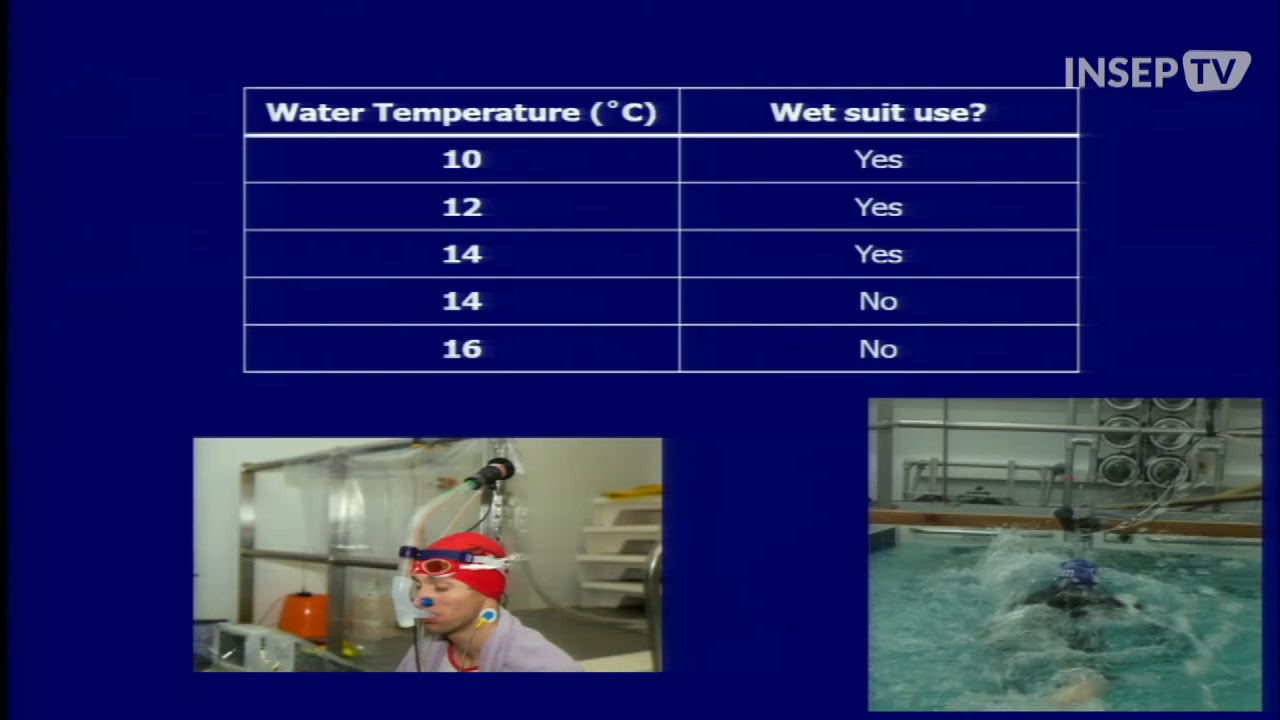 INSEP TV
Water Temperature (°C) Wet suit use?
10 Yes
12 Yes
14 Yes
14 No
16 No